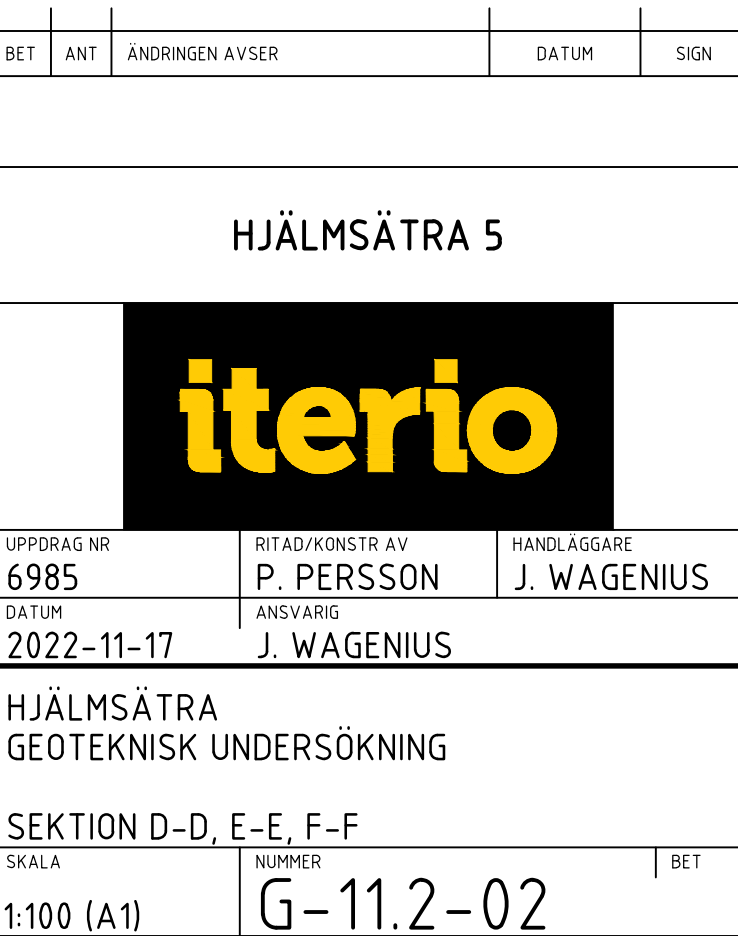 BET ANT ÄNDRINGEN AVSER DATUM SIGN
HJÄLMSÄTRA 5
iterio
UPPDRAG NR RITAD/KONSTR AV HANDLÄGGARE
6985 P. PERSSON J. WAGENIUS
DATUM ANSVARIG
2022-11-17 J. WAGENIUS
HJÄLMSÄTRA
GEOTEKNISK UNDERSÖKNING
SEKTION D-D, E-E, F-F
SKALA NUMMER BET
1:100 (A1) G-11.2-02